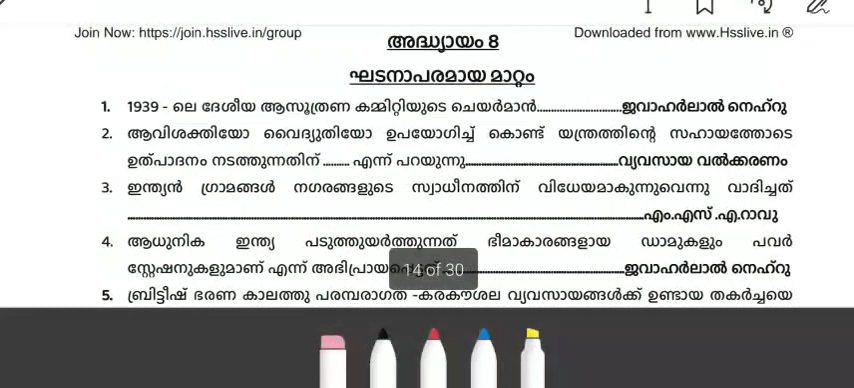 Join Now: https://join.hsslive.in/group
Downloaded from www.Hsslive.in ®
അദ്ധ്യായം 8
ഘടനാപരമായ മാറ്റം
1. 1939 - ലെ ദേശീയ ആസൂത്രണ കമ്മിറ്റിയുടെ ചെയർമാൻ..............................ജവാഹർലാൽ നെഹ്റു
2. ആവിശക്തിയോ വൈദ്യുതിയോ ഉപയോഗിച്ച് കൊണ്ട് യന്ത്രത്തിന്റെ സഹായത്തോടെ
ഉത്പാദനം നടത്തുന്നതിന് .......... എന്ന് പറയുന്നു......................................................വ്യവസായ വൽക്കരണം
3. ഇന്ത്യൻ ഗ്രാമങ്ങൾ നഗരങ്ങളുടെ സ്വാധീനത്തിന് വിധേയമാകുന്നുവെന്നു വാദിച്ചത്
......................................................................................................എം.എസ് .എ.റാവു
4. ആധുനിക ഇന്ത്യ പടുത്തുയർത്തുന്നത് ഭീമാകാരങ്ങളായ ഡാമുകളും പവർ
സ്റ്റേഷനുകളുമാണ് എന്ന് 14 of 30 ......................................................ജവാഹർലാൽ നെഹ്റു
5. ബ്രിട്ടീഷ് ഭരണ കാലത്തു പരമ്പരാഗത -കരകൗശല വ്യവസായങ്ങൾക്ക് ഉണ്ടായ തകർച്ചയെ